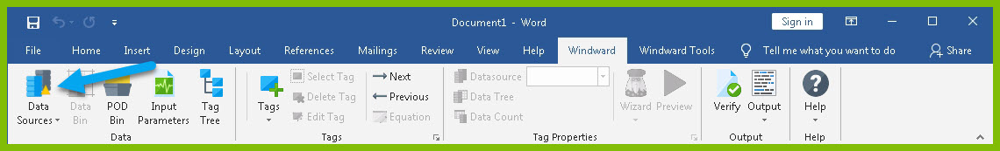 Document1 - Word
Sign in
File Home Insert Design Layout References Mailings Review View Help Windward Windward Tools Tell me what you want to do Share
Data Sources
Data Bin
POD Bin
Input Parameters
Tag Tree
Data
Tags
Select Tag
Delete Tag
Edit Tag
Next
Previous
Equation
Tags
Datasource
Data Tree
Data Count
Wizard
Preview
Tag Properties
Verify
Output
Output
Help
Help